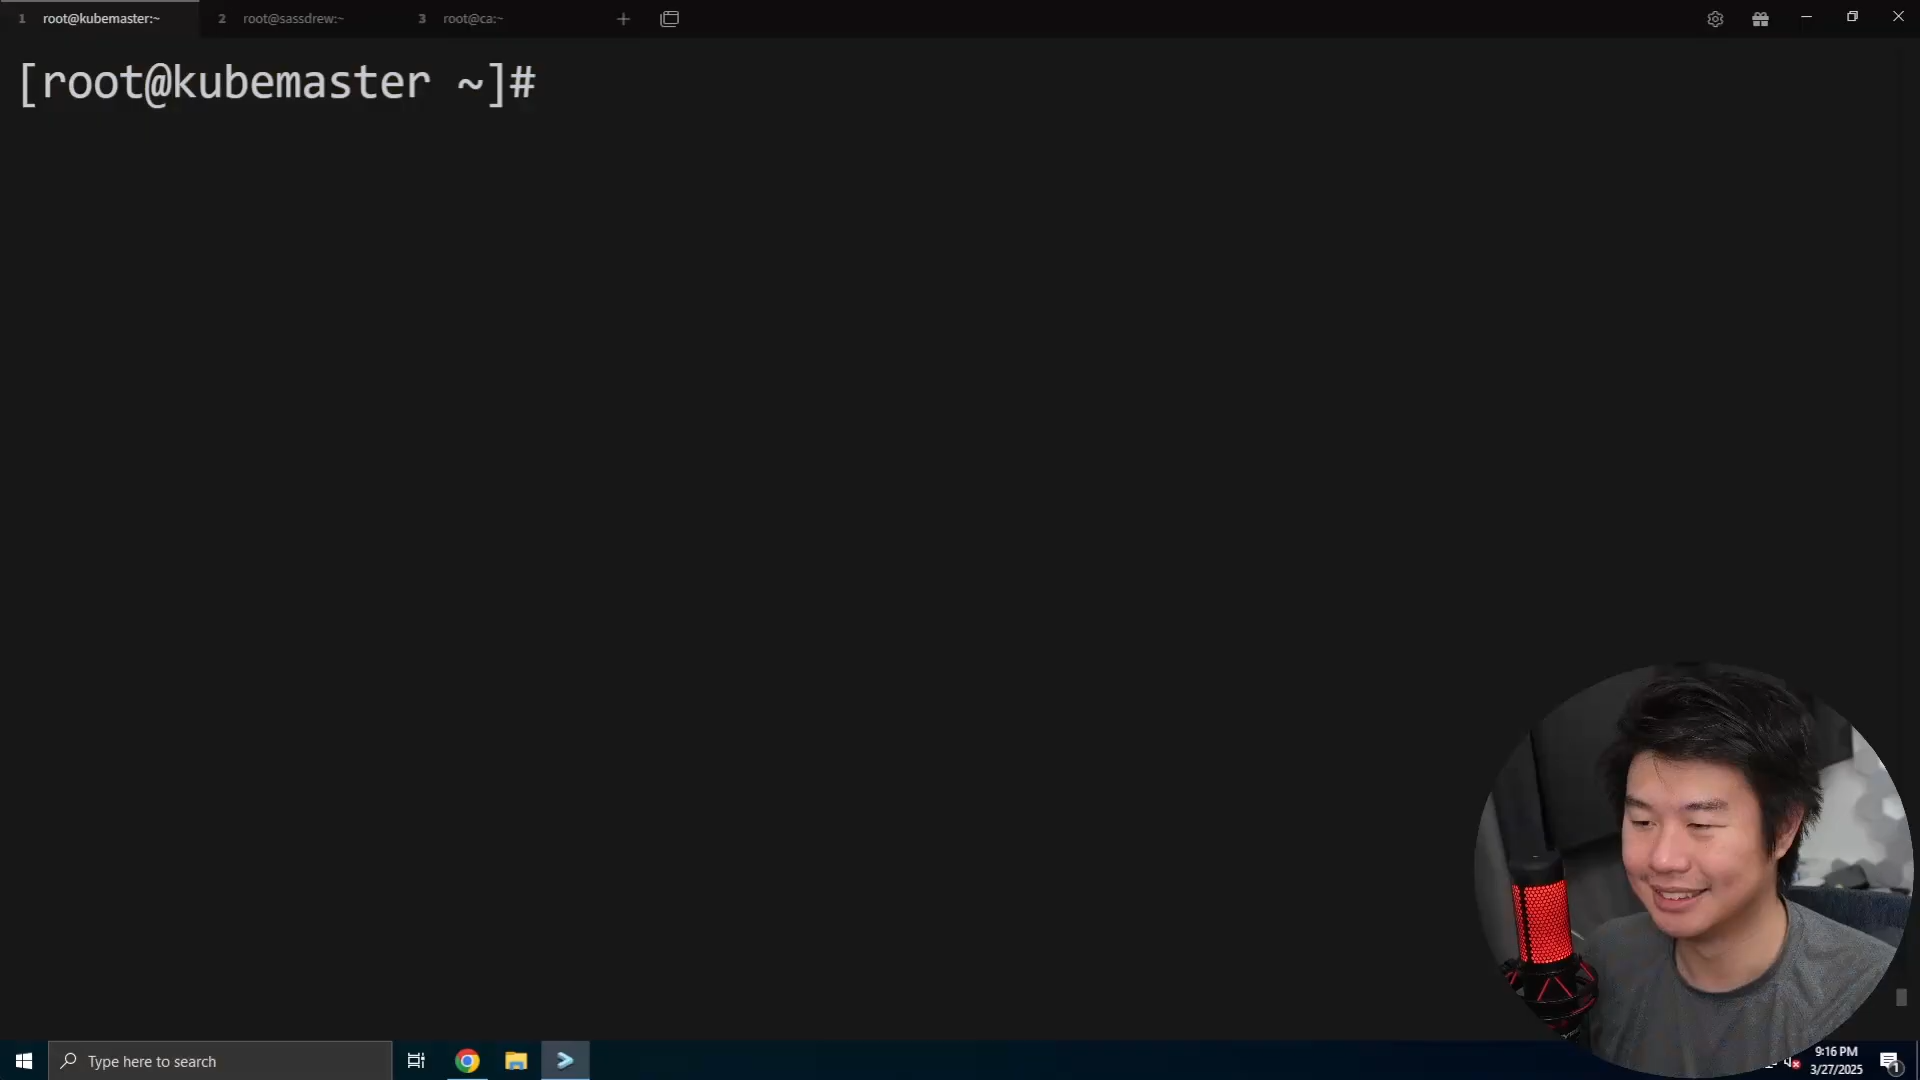 1 root@kubemaster:~ 2 root@sassdrew:~ 3 root@ca:~
[root@kubemaster ~]#
Type here to search
9:16 PM
3/27/2025
1